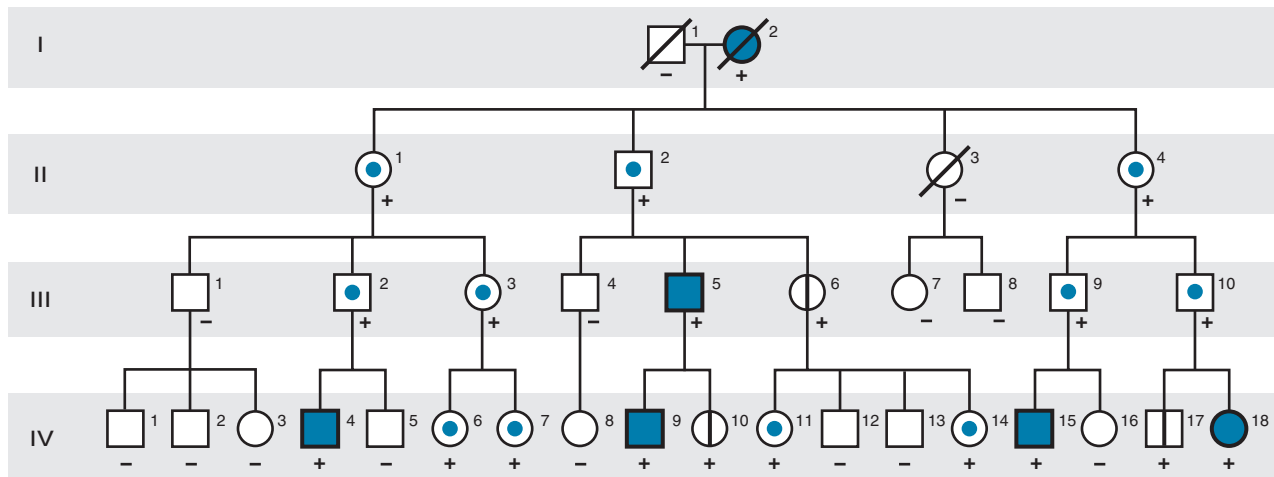 I 1 2
− +
II 1 2 3 4
+ + − +
III 1 2 3 4 5 6 7 8 9 10
− + + − + + − − + +
IV 1 2 3 4 5 6 7 8 9 10 11 12 13 14 15 16 17 18
− − − + − + + − + + + − − + + − + +